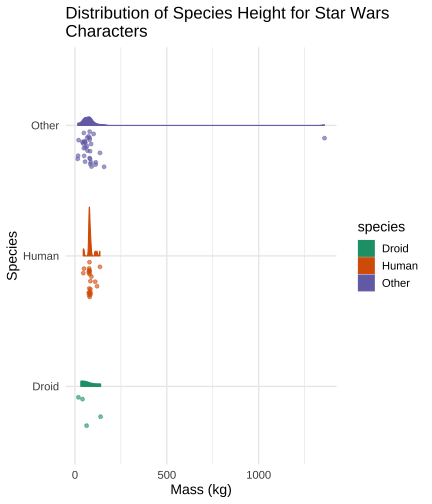 Distribution of Species Height for Star Wars
Characters
Species
Other
Human
Droid
0
500
1000
Mass (kg)
species
Droid
Human
Other